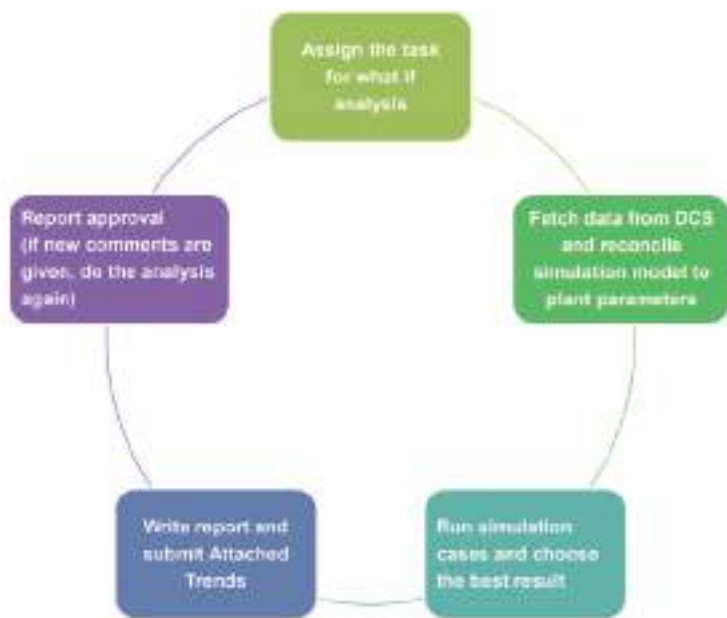 Assign the task
for what if
analysis
Fetch data from DCS
and reconcile
simulation model to
plant parameters
Run simulation
cases and choose
the best result
Write report and
submit Attached
Trends
Report approval
(if new comments are
given, do the analysis
again)